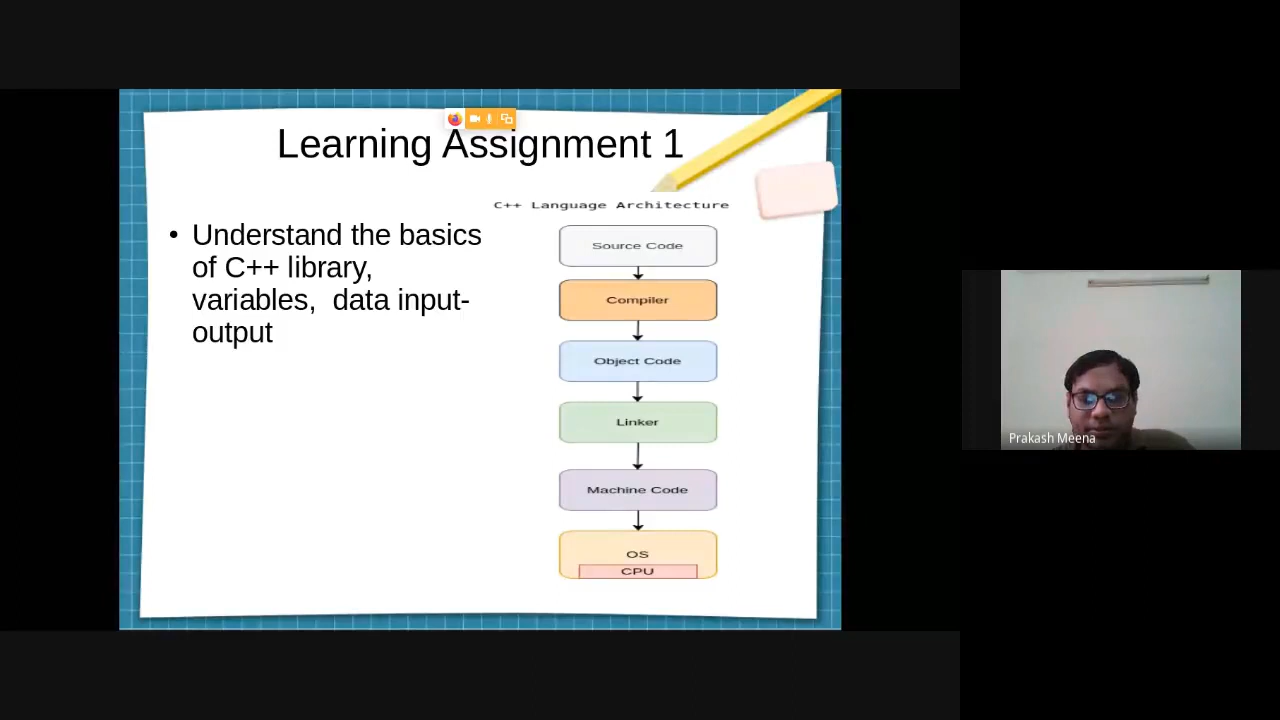 Learning Assignment 1
• Understand the basics
of C++ library,
variables,  data input-
output
C++ Language Architecture
Source Code
Compiler
Object Code
Linker
Machine Code
OS
CPU
Prakash Meena